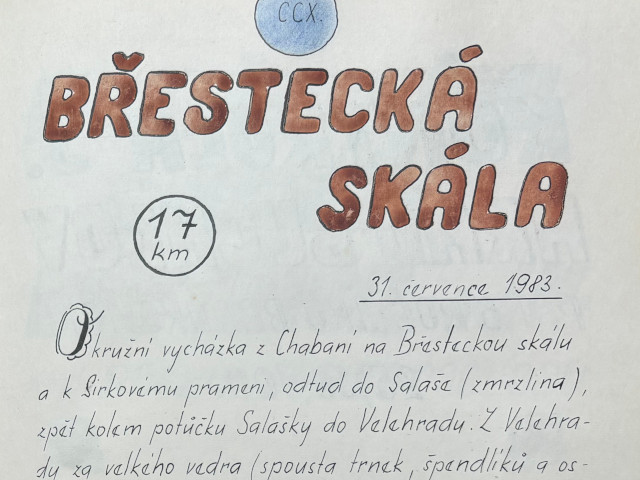 CCX.
BŘESTECKÁ
SKÁLA
17
km
31. července 1983.
Okružní vycházka z Chabaní na Břesteckou skálu
a k Sirkovému prameni, odtud do Salaše (zmrzlina),
zpět kolem potůčku Salašky do Velehradu. Z Velehra-
du za velkého vedra (spousta trnek, špendlíků a os-